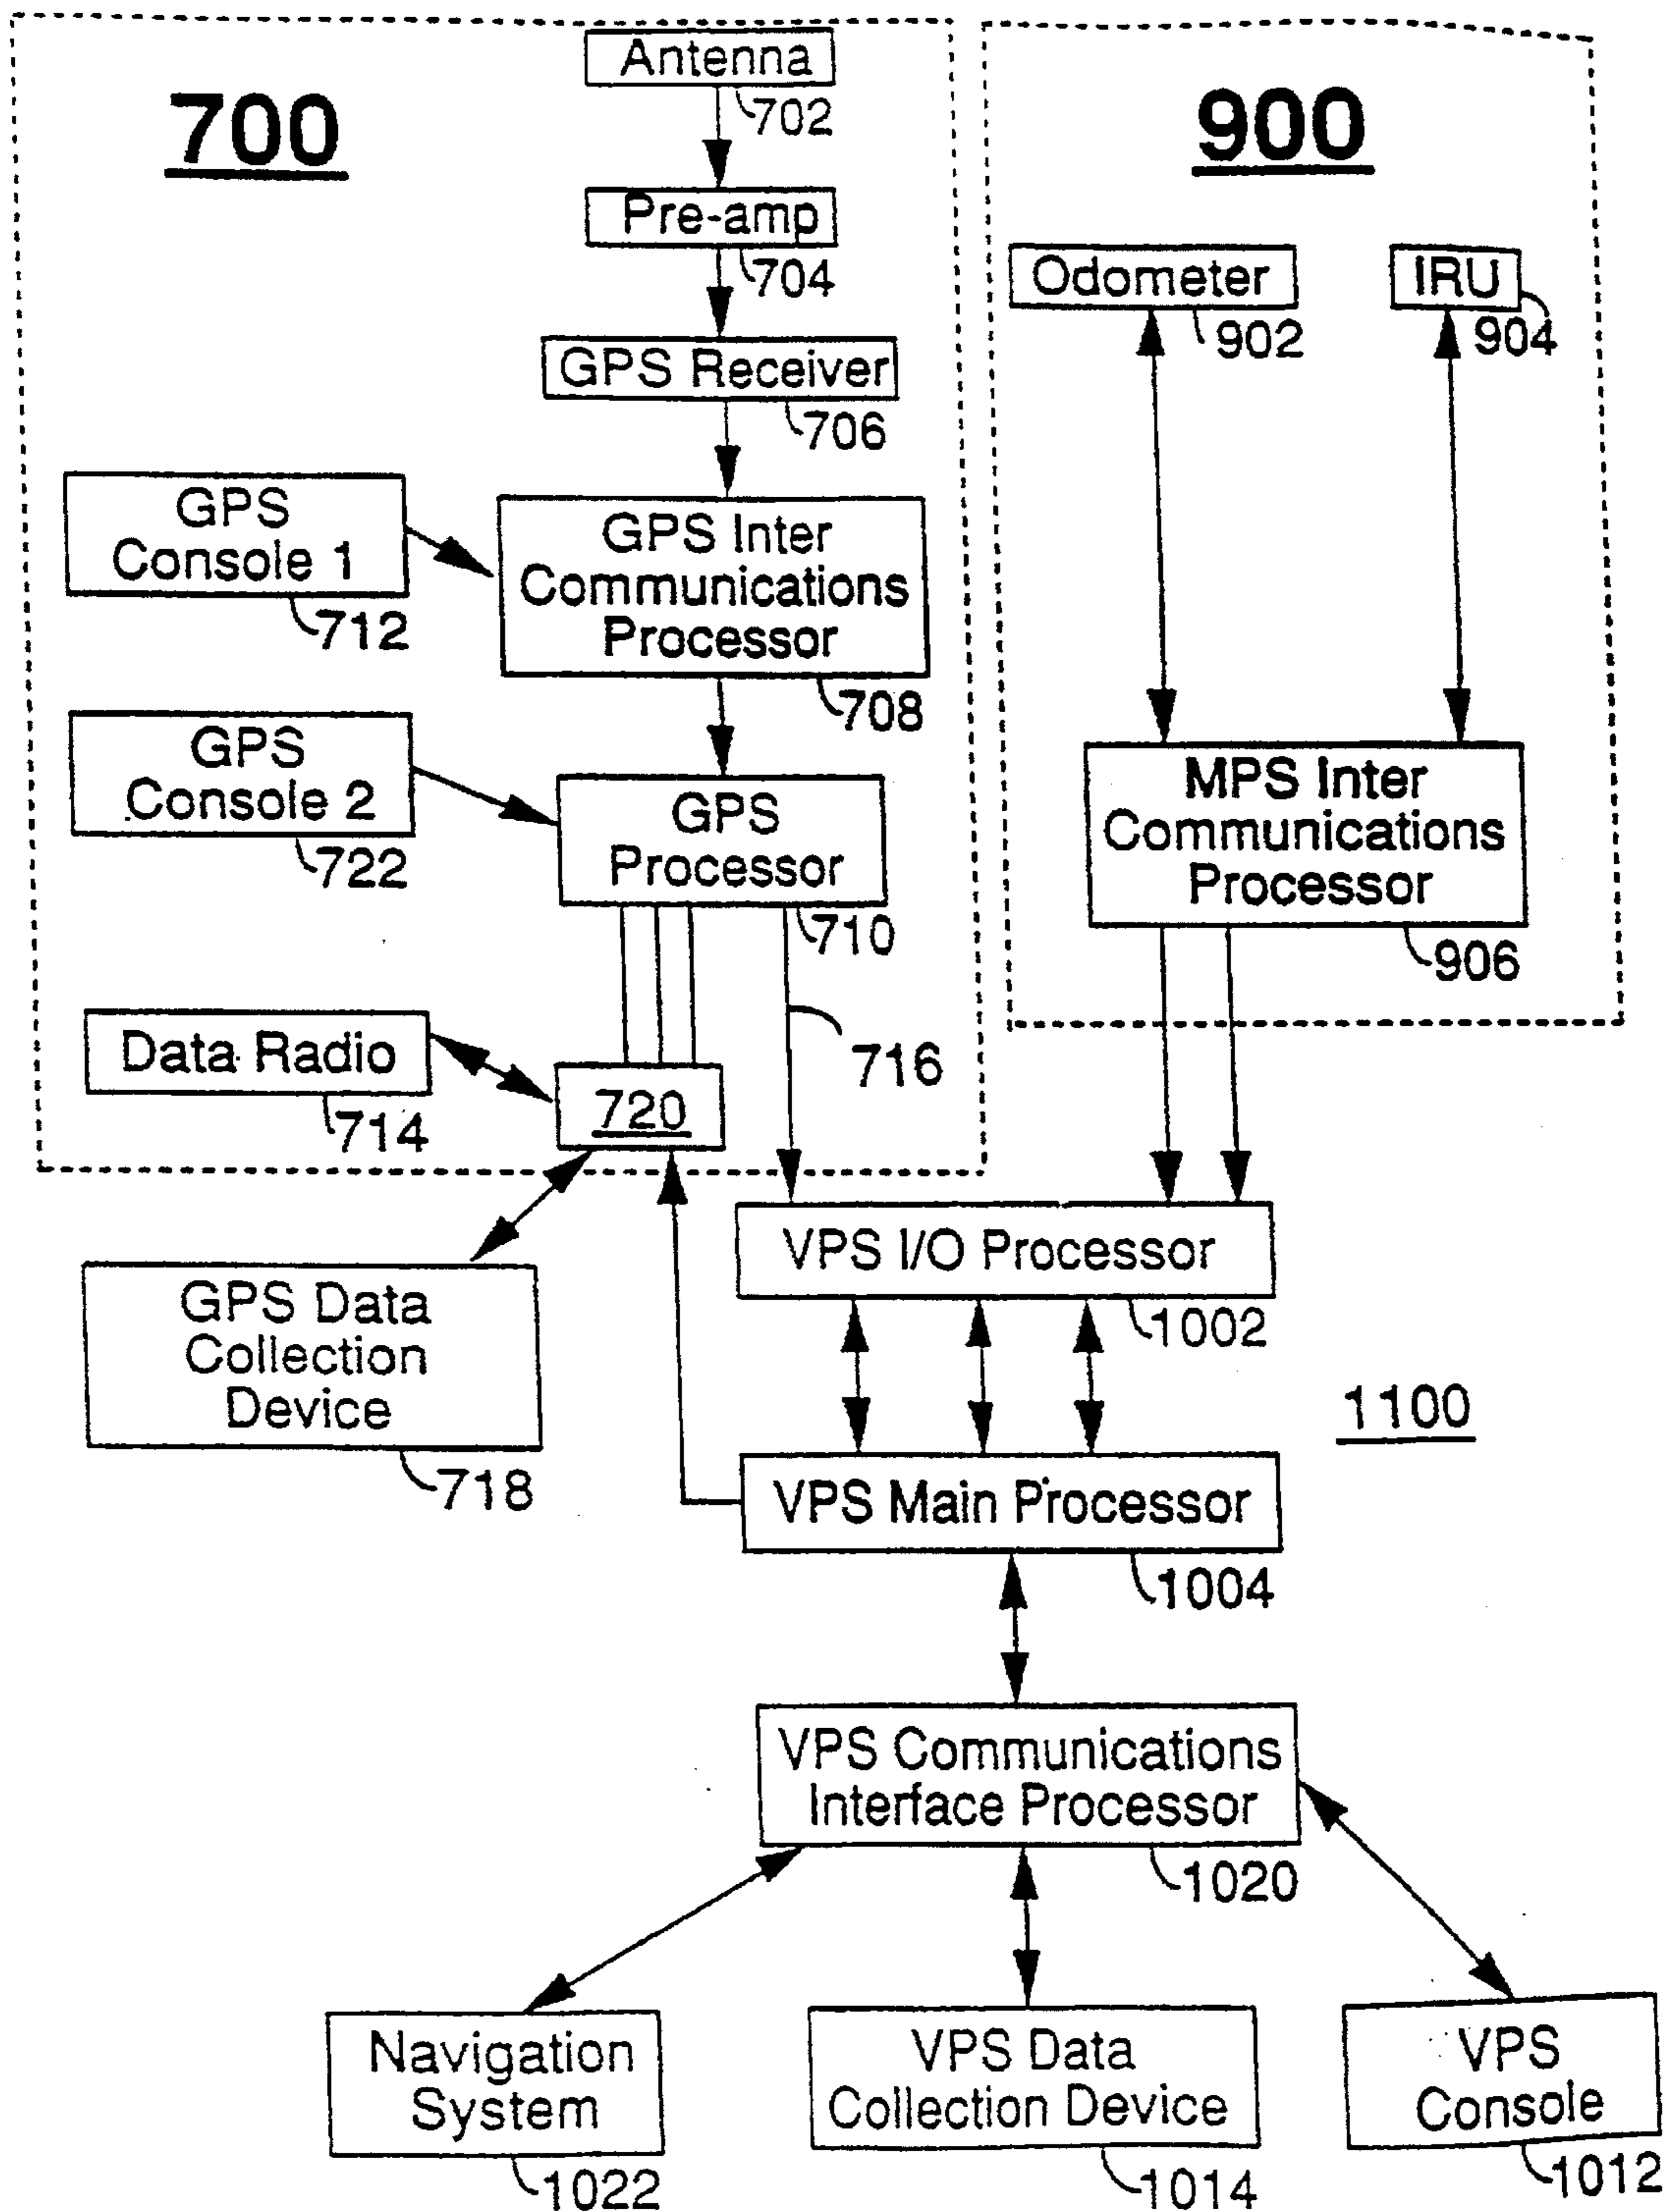 Antenna
700
702
900
Pre-amp
704
Odometer
IRU
902
904
GPS Receiver
706
GPS
Console 1
712
GPS Inter
Communications
Processor
708
GPS
Console 2
722
GPS
Processor
710
MPS Inter
Communications
Processor
906
Data Radio
714
720
716
VPS I/O Processor
1002
GPS Data
Collection
Device
718
1100
VPS Main Processor
1004
VPS Communications
Interface Processor
1020
Navigation
System
1022
VPS Data
Collection Device
1014
VPS
Console
1012